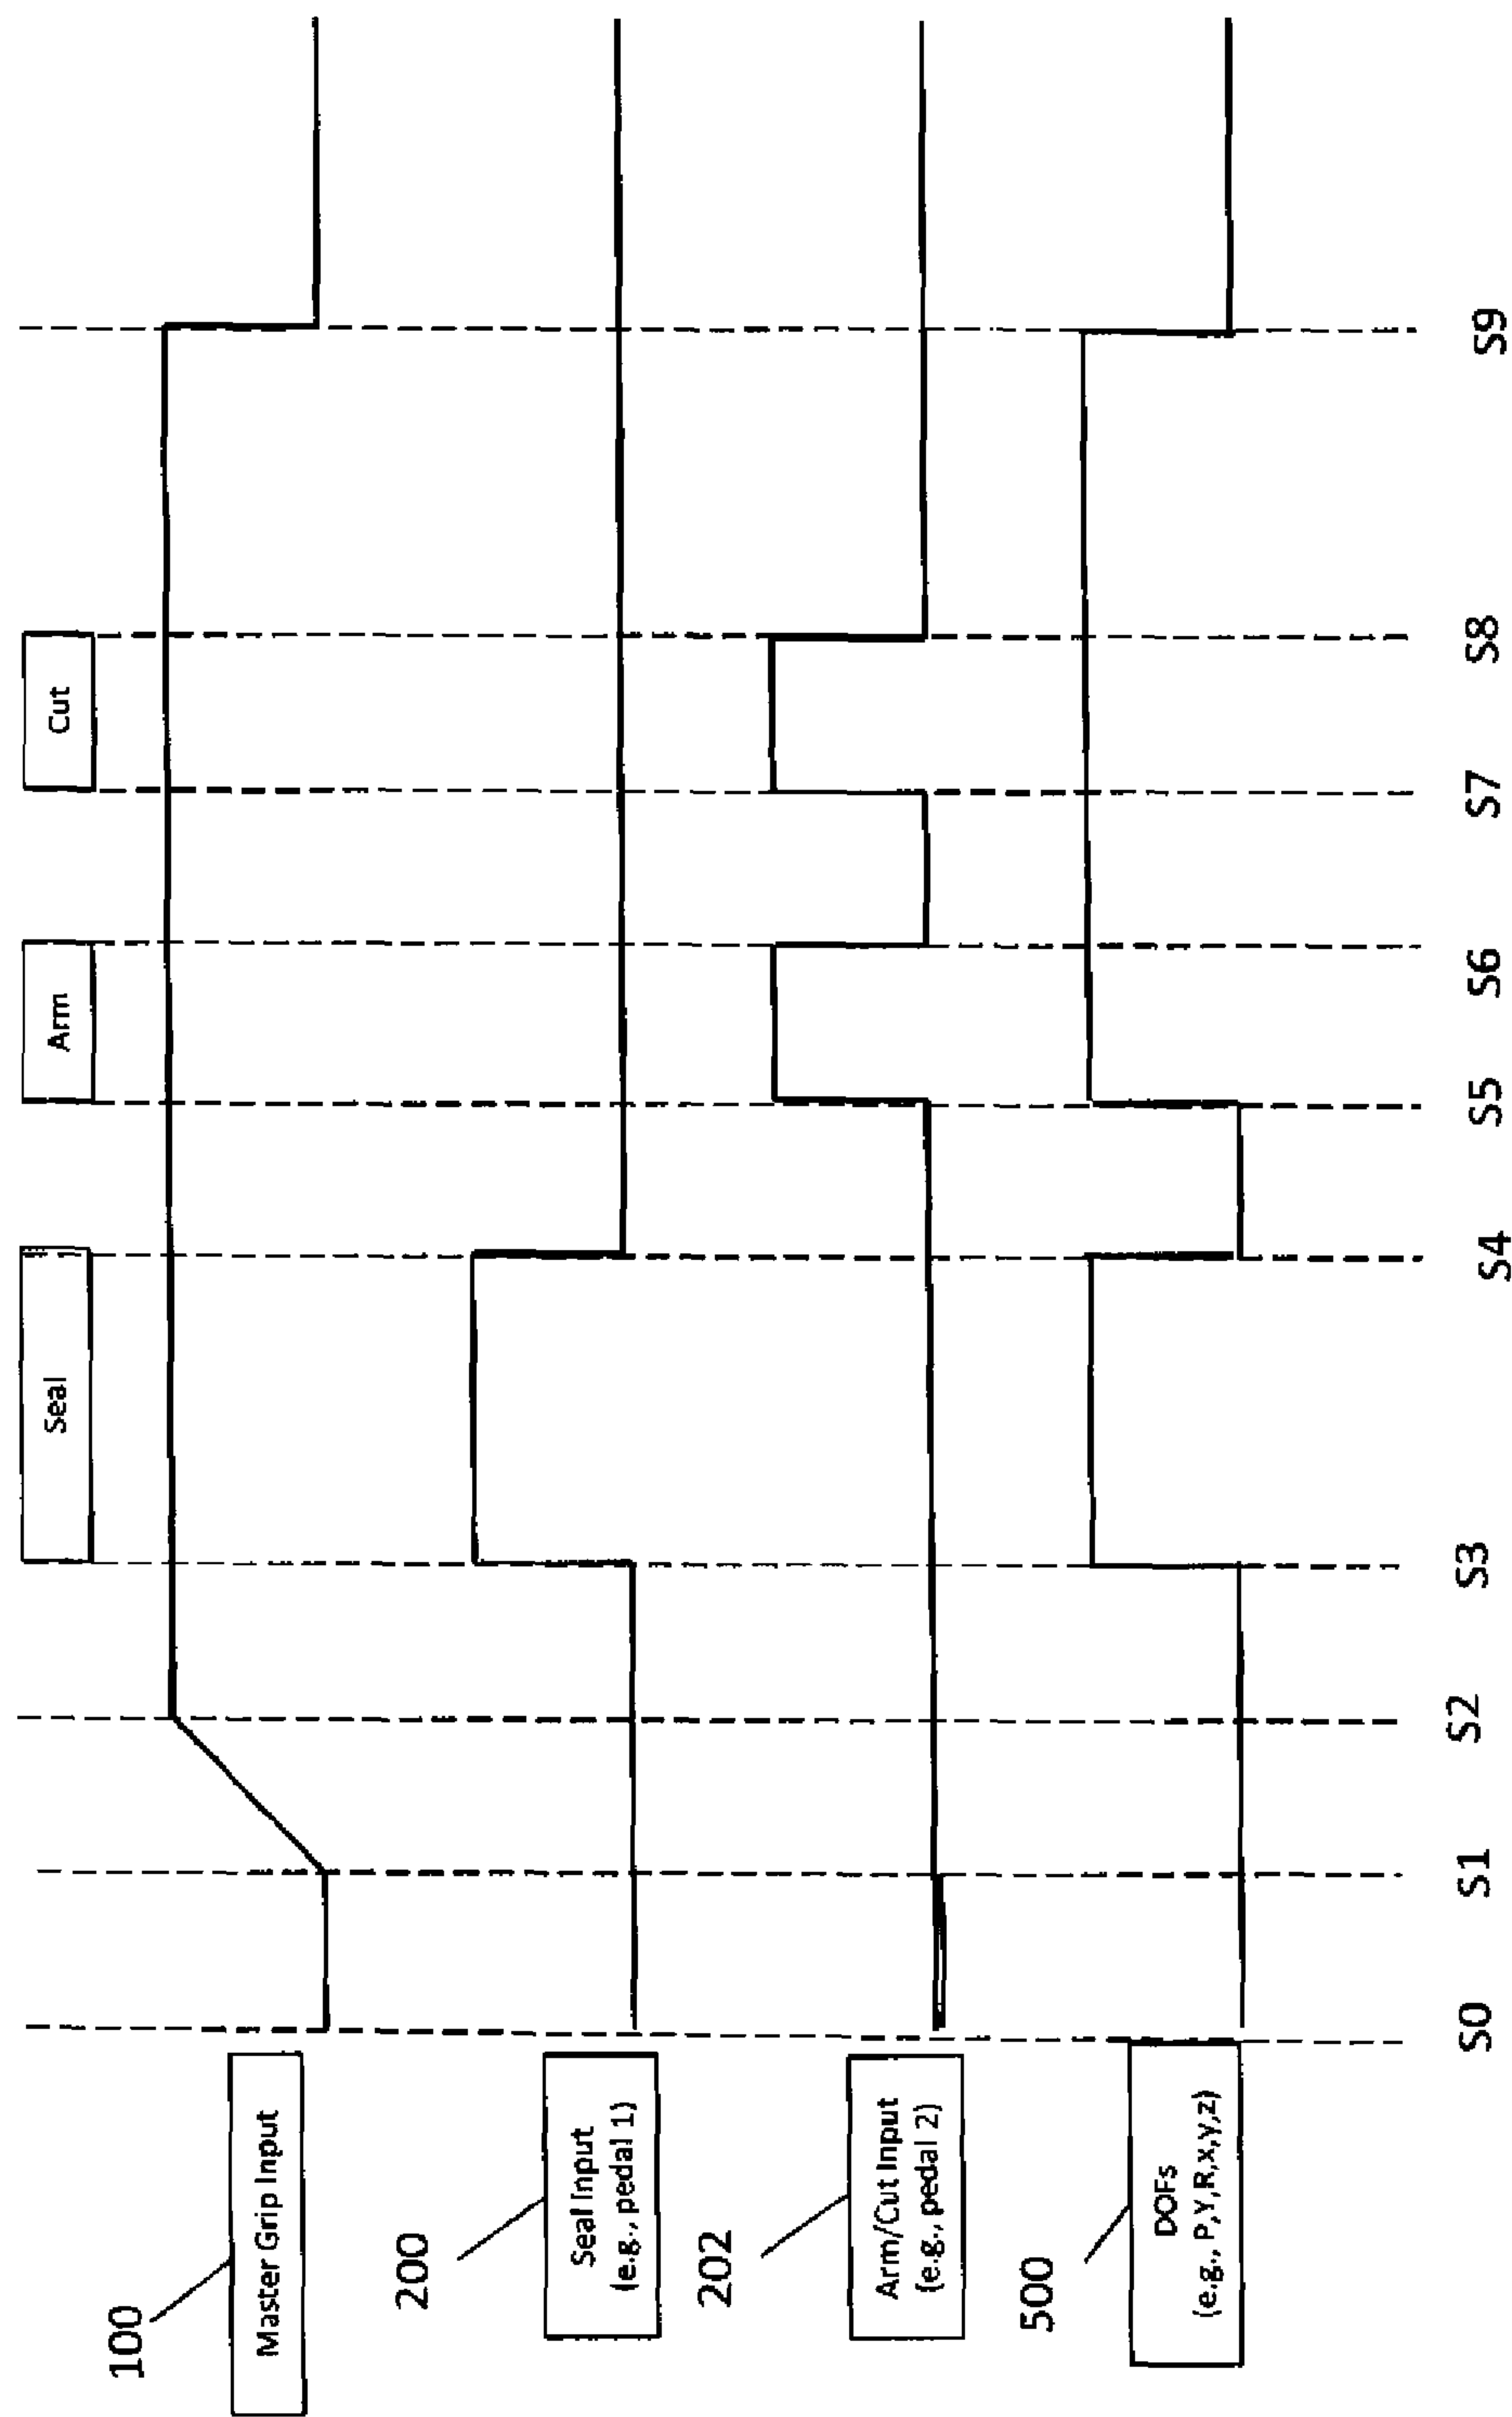 Seal
Arm
Cut
100
Master Grip Input
200
Seal Input
(e.g., pedal 1)
202
Arm/Cut Input
(e.g., pedal 2)
500
DOFs
(e.g., P,Y,R,x,y,z)
S0
S1
S2
S3
S4
S5
S6
S7
S8
S9